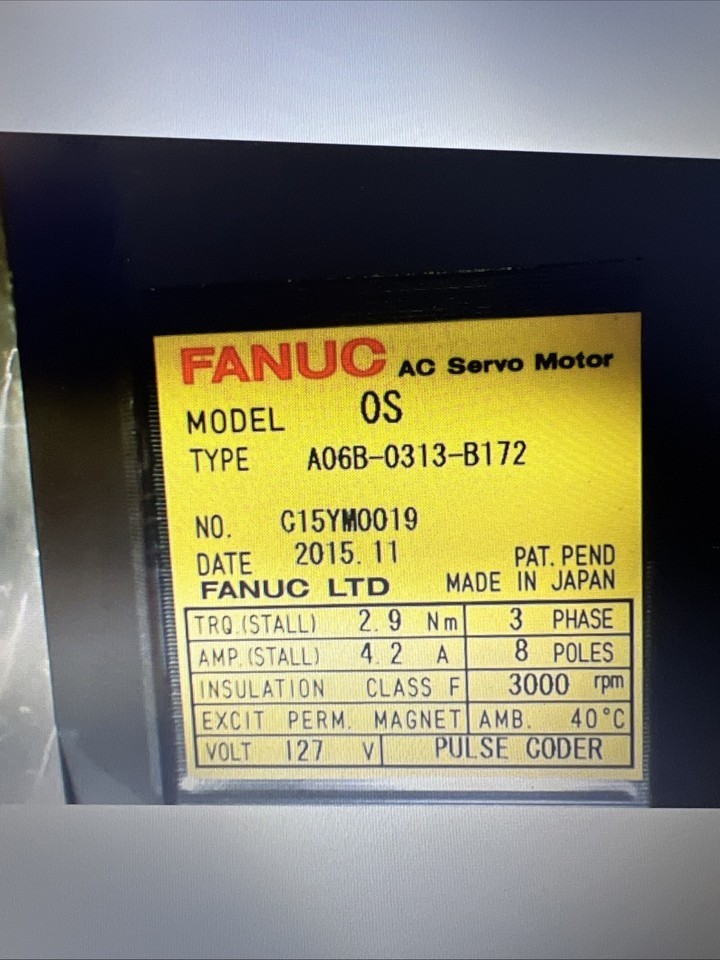 FANUC AC Servo Motor
MODEL 0S
TYPE A06B-0313-B172
NO. C15YM0019
DATE 2015.11 PAT. PEND
FANUC LTD MADE IN JAPAN
TRQ.(STALL) 2.9 Nm 3 PHASE
AMP.(STALL) 4.2 A 8 POLES
INSULATION CLASS F 3000 rpm
EXCIT PERM. MAGNET AMB. 40°C
VOLT 127 V PULSE CODER